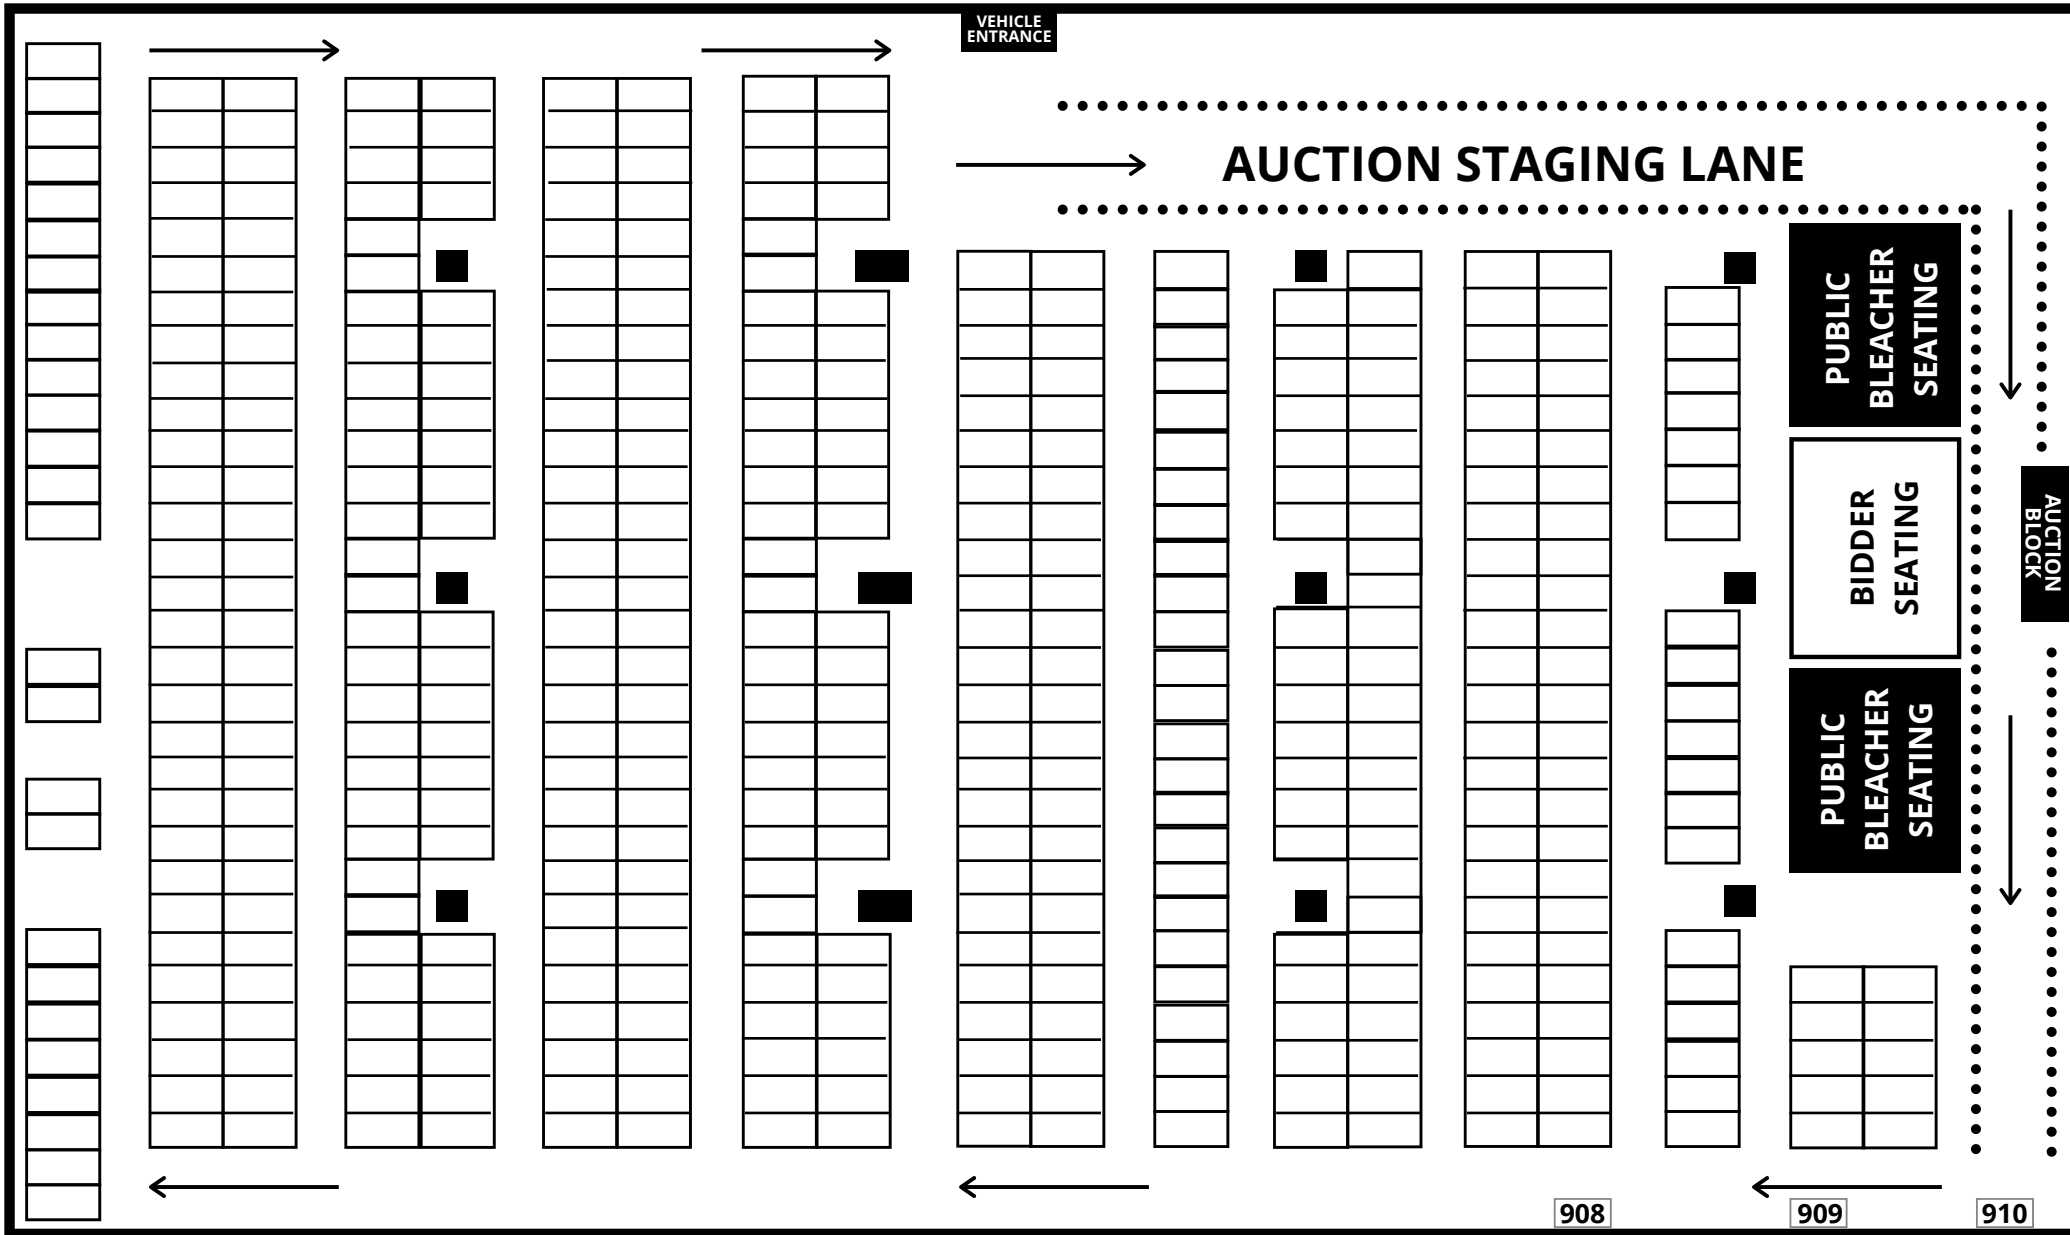 VEHICLE
ENTRANCE
AUCTION STAGING LANE
PUBLIC
BLEACHER
SEATING
BIDDER
SEATING
AUCTION
BLOCK
PUBLIC
BLEACHER
SEATING
908
909
910